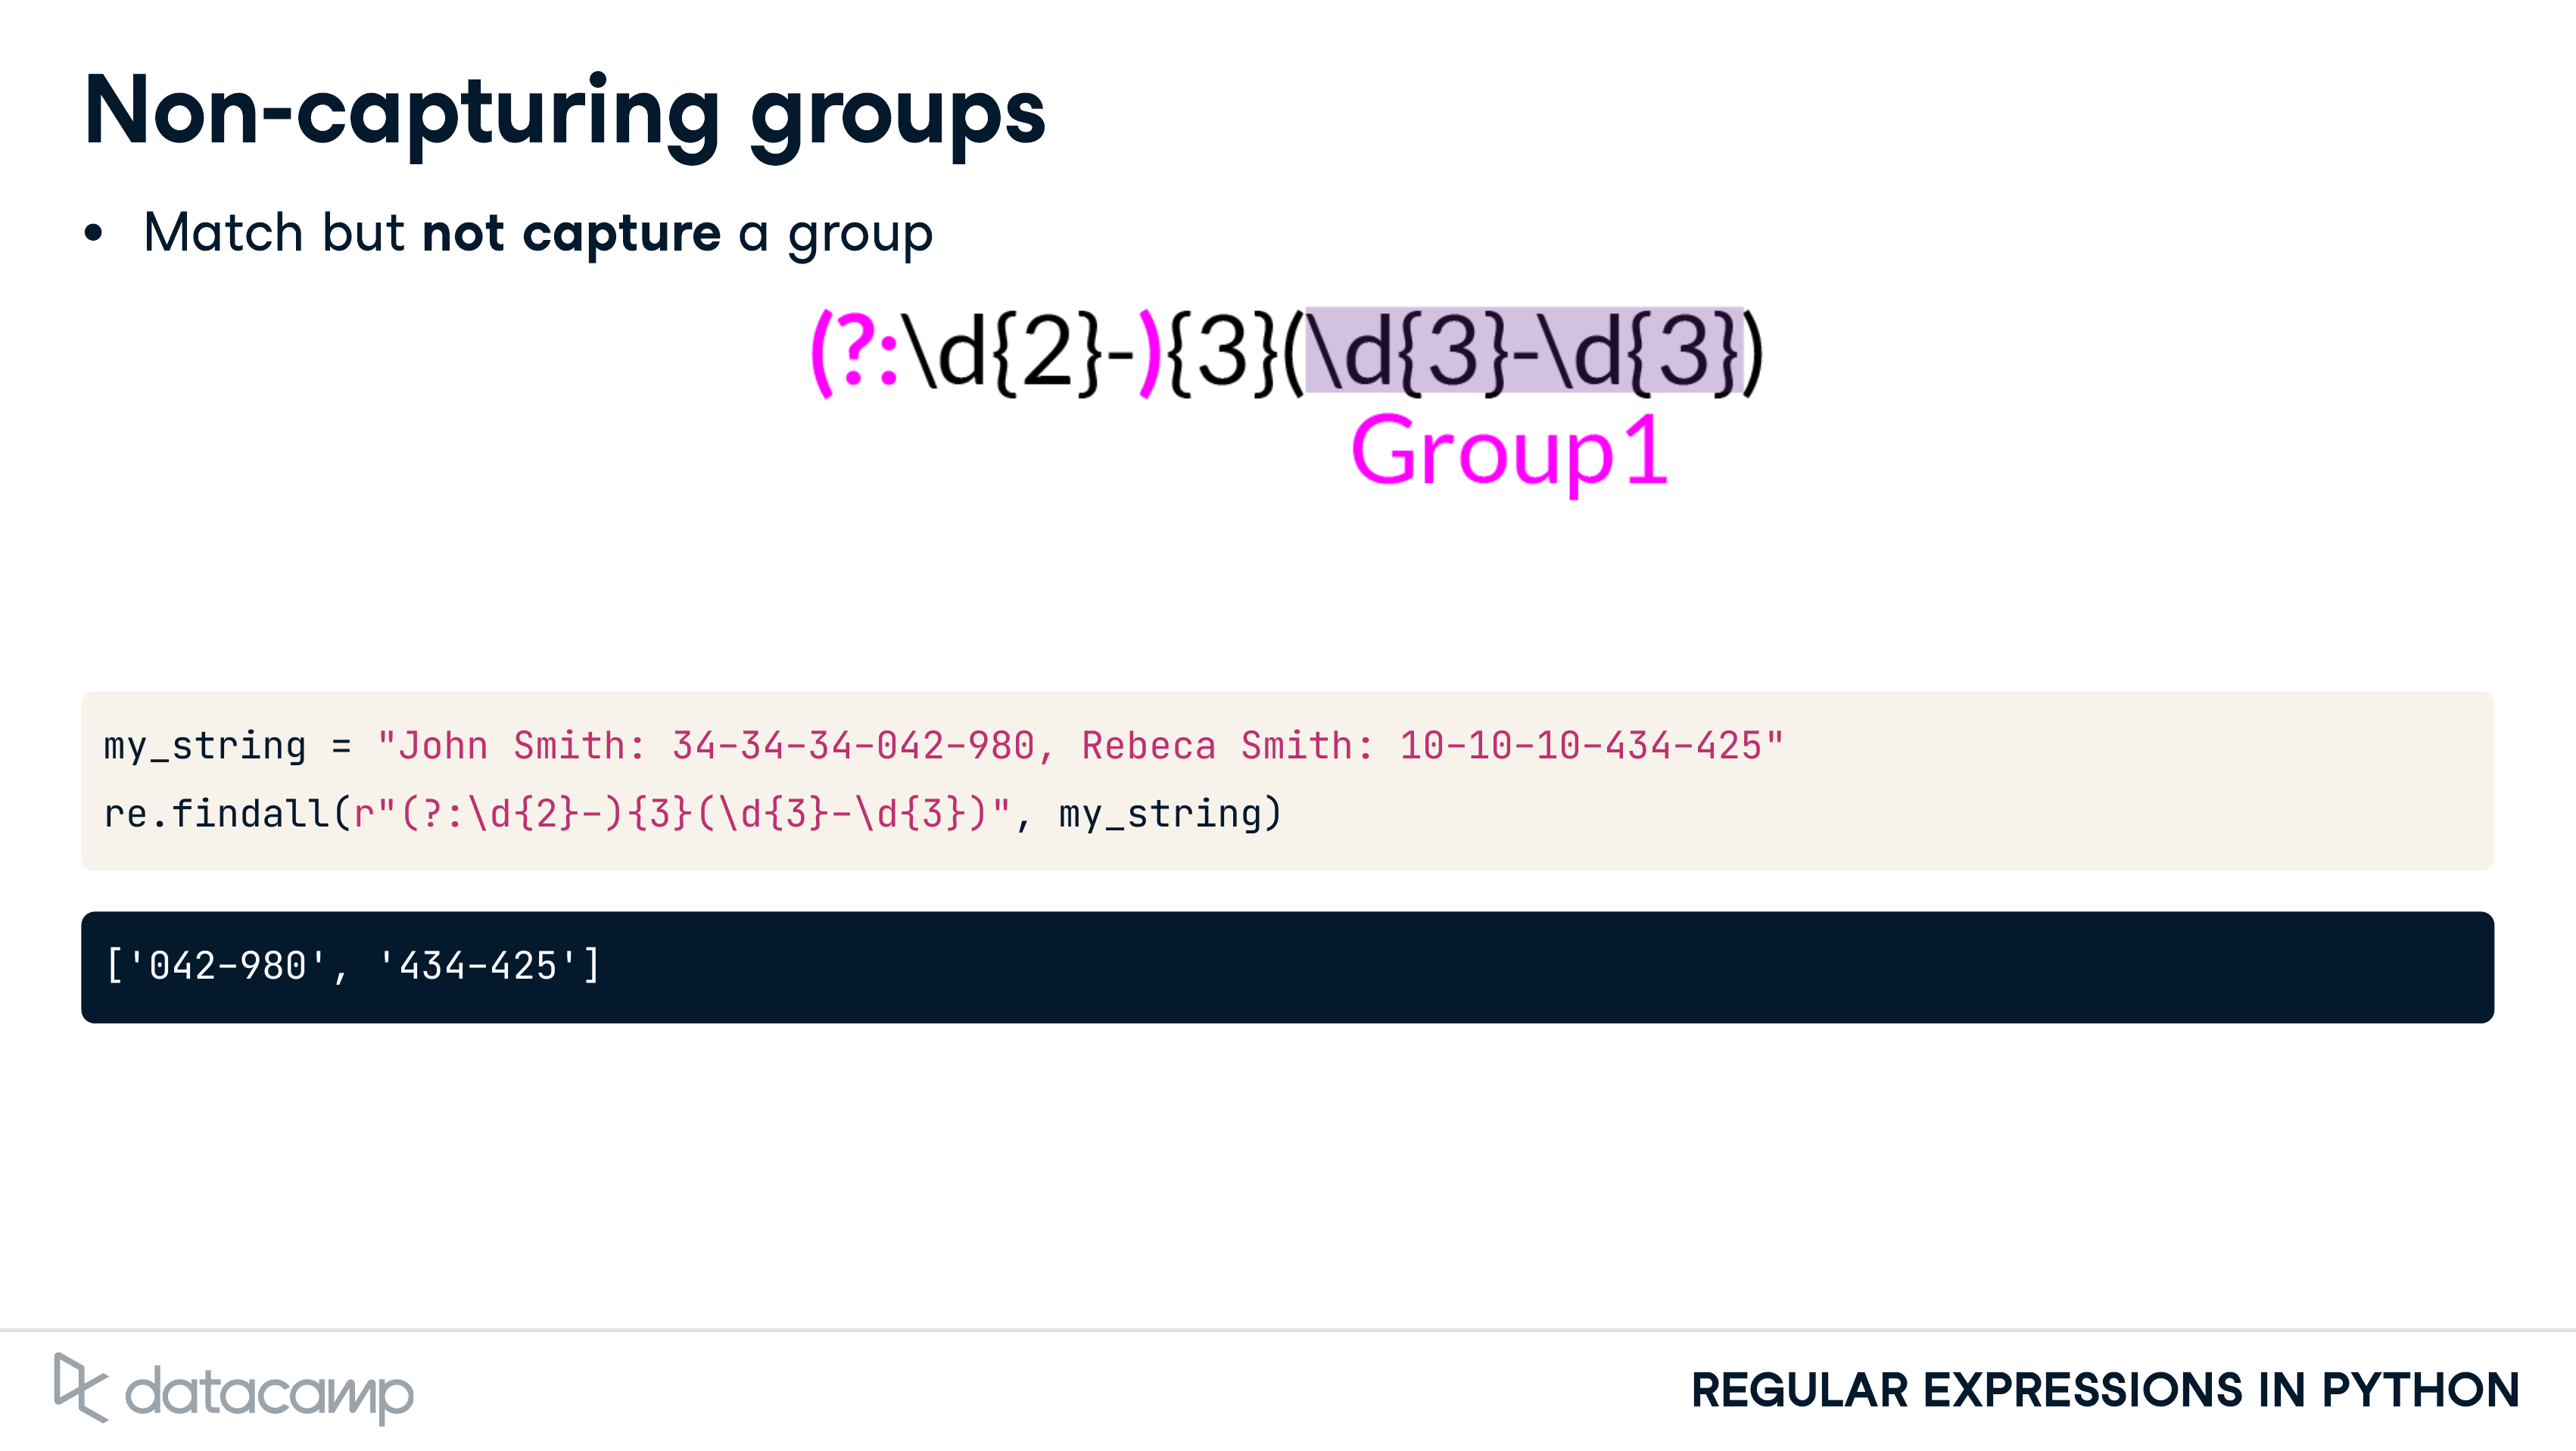 Non-capturing groups
• Match but not capture a group
(?:\d{2}-){3}(\d{3}-\d{3})
Group1
my_string = "John Smith: 34-34-34-042-980, Rebeca Smith: 10-10-10-434-425"
re.findall(r"(?:\d{2}-){3}(\d{3}-\d{3})", my_string)
['042-980', '434-425']
datacamp
REGULAR EXPRESSIONS IN PYTHON